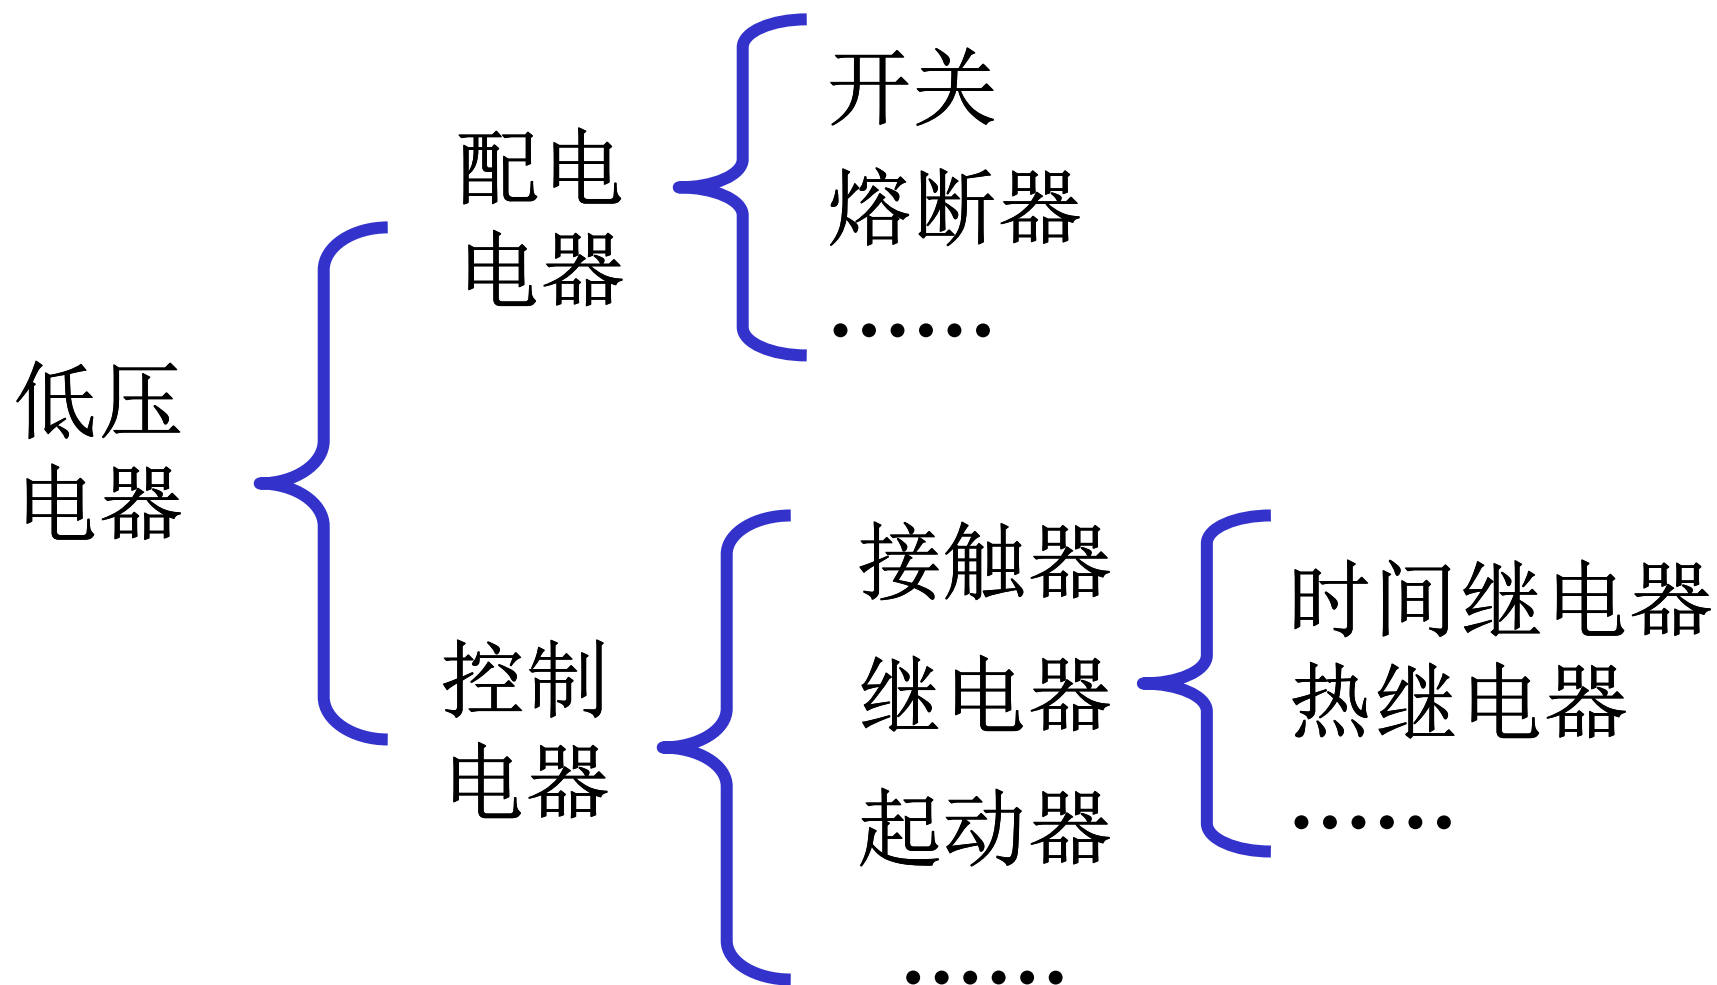 低压
电器
配电
电器
开关
熔断器
……
控制
电器
接触器
继电器
起动器
……
时间继电器
热继电器
……